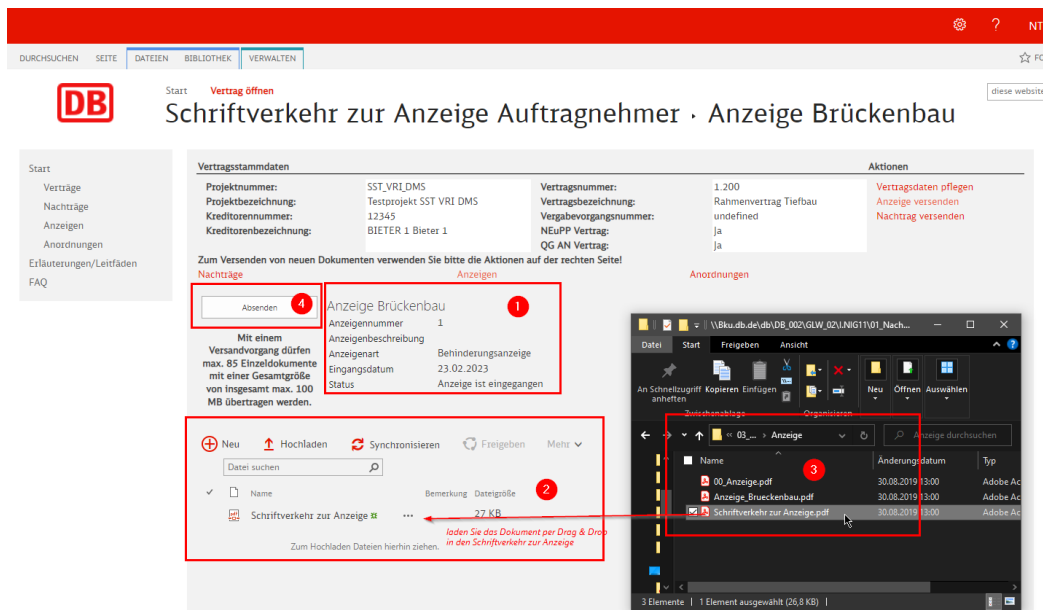 NT
DURCHSUCHEN SEITE DATEIEN BIBLIOTHEK VERWALTEN FO
DB
Start Vertrag öffnen
diese website
Schriftverkehr zur Anzeige Auftragnehmer › Anzeige Brückenbau
Start
Verträge
Nachträge
Anzeigen
Anordnungen
Erläuterungen/Leitfäden
FAQ
Vertragsstammdaten Aktionen
Projektnummer: SST_VRI_DMS Vertragsnummer: 1.200 Vertragsdaten pflegen
Projektbezeichnung: Testprojekt SST VRI DMS Vertragsbezeichnung: Rahmenvertrag Tiefbau Anzeige versenden
Kreditorennummer: 12345 Vergabevorgangsnummer: undefined Nachtrag versenden
Kreditorenbezeichnung: BIETER 1 Bieter 1 NEuPP Vertrag: Ja
QG AN Vertrag: Ja
Zum Versenden von neuen Dokumenten verwenden Sie bitte die Aktionen auf der rechten Seite!
Nachträge Anzeigen Anordnungen
Absenden 4
Mit einem
Versandvorgang dürfen
max. 85 Einzeldokumente
mit einer Gesamtgröße
von insgesamt max. 100
MB übertragen werden.
Anzeige Brückenbau 1
Anzeigennummer 1
Anzeigenbeschreibung
Anzeigenart Behinderungsanzeige
Eingangsdatum 23.02.2023
Status Anzeige ist eingegangen
Neu Hochladen Synchronisieren Freigeben Mehr
Datei suchen
Name Bemerkung Dateigröße 2
Schriftverkehr zur Anzeige ... 27 KB
laden Sie das Dokument per Drag & Drop
in den Schriftverkehr zur Anzeige
Zum Hochladen Dateien hierhin ziehen.
\\Bku.db.de\db\DB_002\GLW_02\I.NIG11\01_Nach...
Datei Start Freigeben Ansicht
An Schnellzugriff Kopieren Einfügen Neu Öffnen Auswählen
anheften
Zwischenablage Organisieren
« 03_... › Anzeige Anzeige durchsuchen
Name 3 Änderungsdatum Typ
00_Anzeige.pdf 30.08.2019 13:00 Adobe Ac
Anzeige_Brueckenbau.pdf 30.08.2019 13:00 Adobe Ac
Schriftverkehr zur Anzeige.pdf 30.08.2019 13:00 Adobe Ac
3 Elemente 1 Element ausgewählt (26,8 KB)